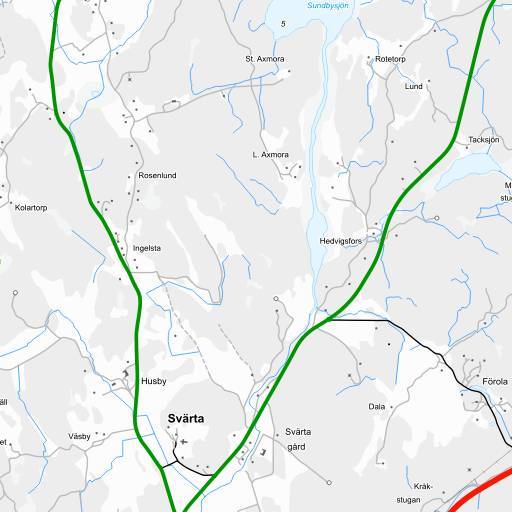 Sundbysjön
5
St. Axmora
Rotetorp
Lund
Tacksjön
L. Axmora
Rosenlund
Kolartorp
Hedvigsfors
Ingelsta
Husby
Förola
Dala
Svärta
Väsby
Svärta
gård
Kråk-
stugan